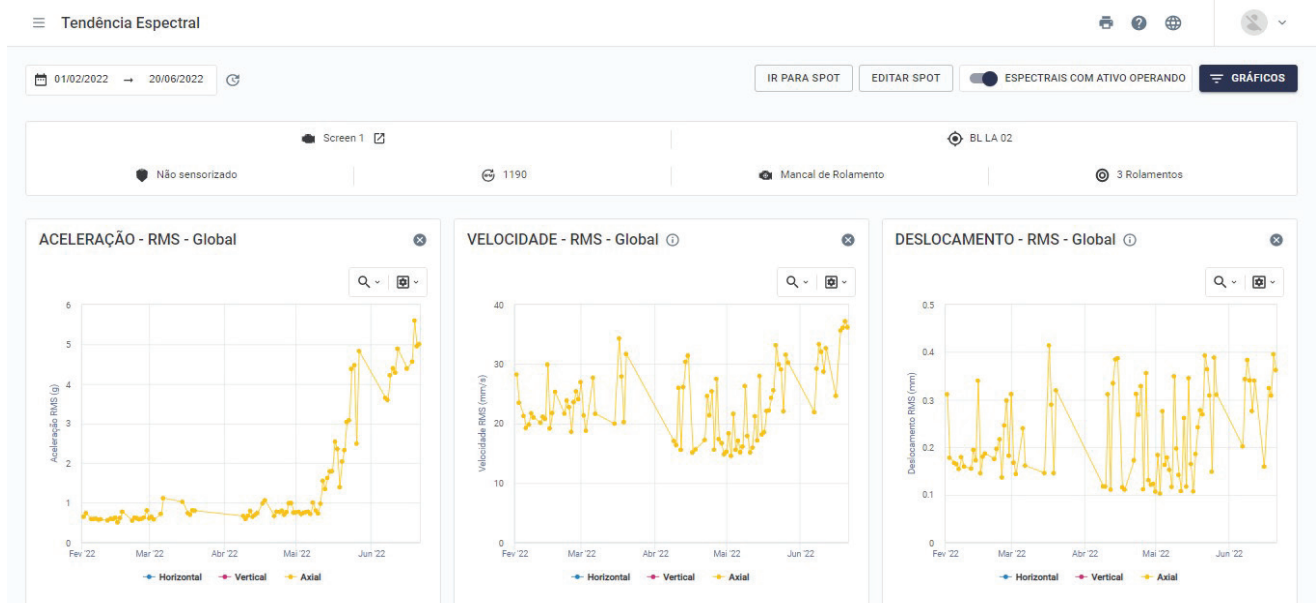 Tendência Espectral
01/02/2022 → 20/06/2022
IR PARA SPOT
EDITAR SPOT
ESPECTRAIS COM ATIVO OPERANDO
GRÁFICOS
Screen 1
BL LA 02
Não sensorizado
1190
Mancal de Rolamento
3 Rolamentos
ACELERAÇÃO - RMS - Global
6
5
4
3
2
1
0
Aceleração RMS (g)
Fev '22 Mar '22 Abr '22 Mai '22 Jun '22
Horizontal Vertical Axial
VELOCIDADE - RMS - Global
40
30
20
10
0
Velocidade RMS (mm/s)
Fev '22 Mar '22 Abr '22 Mai '22 Jun '22
Horizontal Vertical Axial
DESLOCAMENTO - RMS - Global
0.5
0.4
0.3
0.2
0.1
0
Deslocamento RMS (mm)
Fev '22 Mar '22 Abr '22 Mai '22 Jun '22
Horizontal Vertical Axial